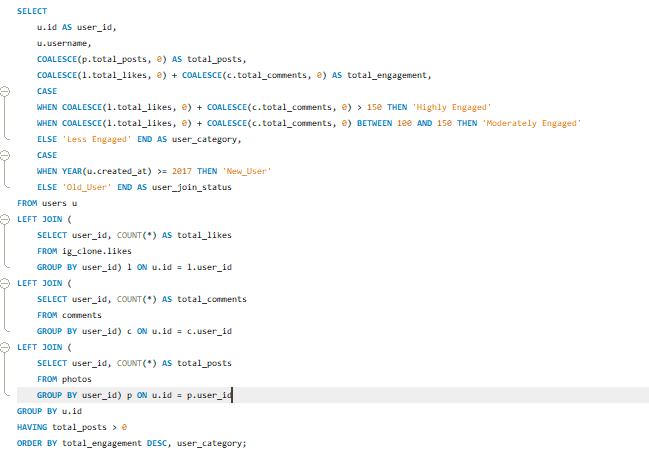 SELECT
u.id AS user_id,
u.username,
COALESCE(p.total_posts, 0) AS total_posts,
COALESCE(l.total_likes, 0) + COALESCE(c.total_comments, 0) AS total_engagement,
CASE
WHEN COALESCE(l.total_likes, 0) + COALESCE(c.total_comments, 0) > 150 THEN 'Highly Engaged'
WHEN COALESCE(l.total_likes, 0) + COALESCE(c.total_comments, 0) BETWEEN 100 AND 150 THEN 'Moderately Engaged'
ELSE 'Less Engaged' END AS user_category,
CASE
WHEN YEAR(u.created_at) >= 2017 THEN 'New_User'
ELSE 'Old_User' END AS user_join_status
FROM users u
LEFT JOIN (
SELECT user_id, COUNT(*) AS total_likes
FROM ig_clone.likes
GROUP BY user_id) l ON u.id = l.user_id
LEFT JOIN (
SELECT user_id, COUNT(*) AS total_comments
FROM comments
GROUP BY user_id) c ON u.id = c.user_id
LEFT JOIN (
SELECT user_id, COUNT(*) AS total_posts
FROM photos
GROUP BY user_id) p ON u.id = p.user_id
GROUP BY u.id
HAVING total_posts > 0
ORDER BY total_engagement DESC, user_category;